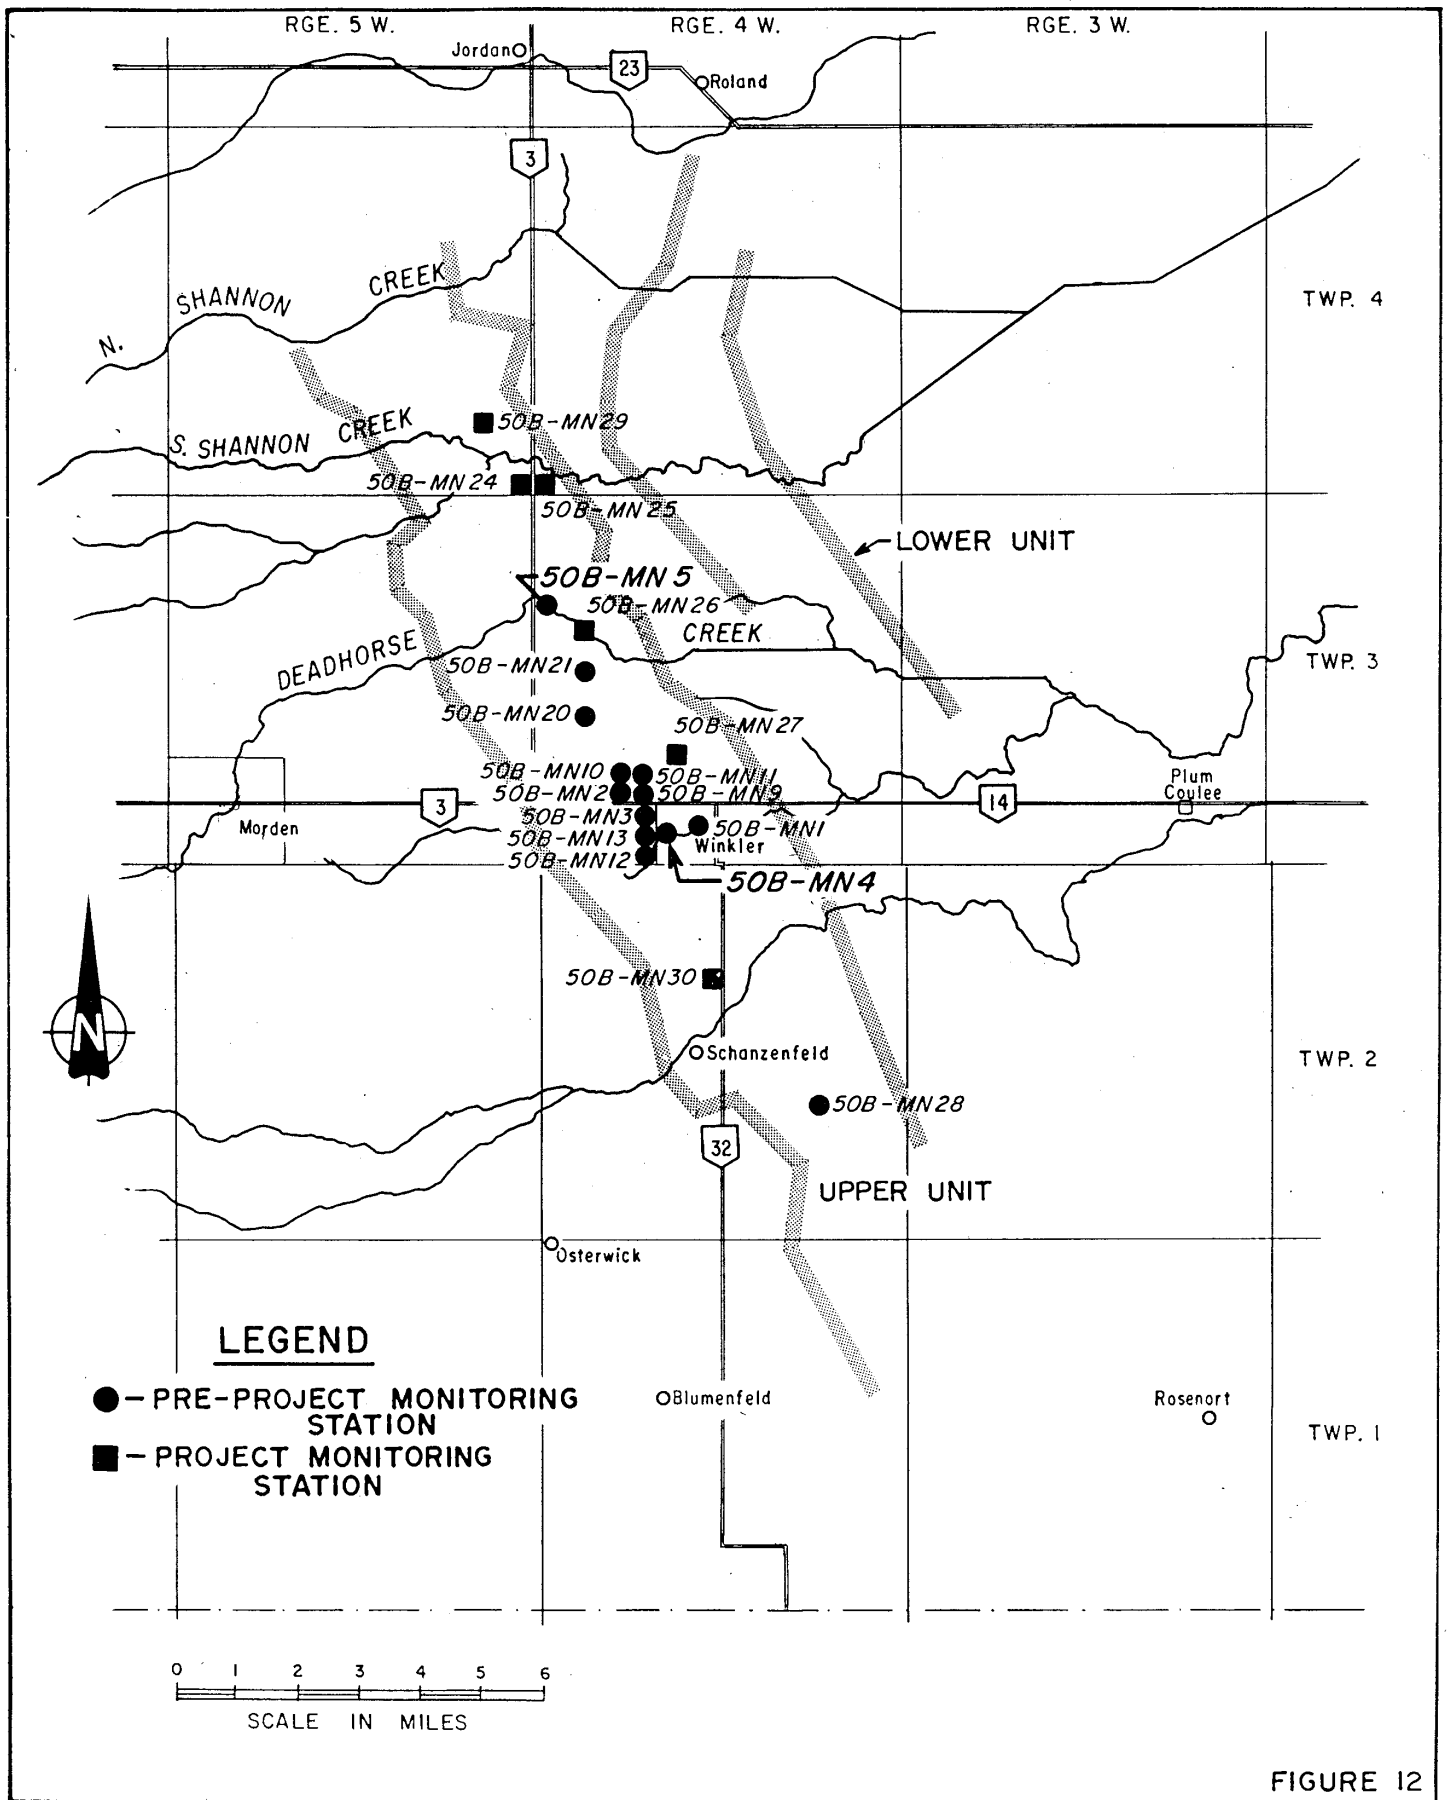 RGE. 5 W.
RGE. 4 W.
RGE. 3 W.
Jordan
23
Roland
3
N. SHANNON CREEK
TWP. 4
50B-MN29
S. SHANNON CREEK
50B-MN24
50B-MN25
LOWER UNIT
50B-MN5
50B-MN26
DEADHORSE CREEK
50B-MN21
TWP. 3
50B-MN20
50B-MN27
50B-MN10
50B-MN11
50B-MN2
50B-MN9
3
14
Plum
Coulee
Morden
50B-MN3
50B-MN1
50B-MN13
Winkler
50B-MN12
50B-MN4
50B-MN30
N
Schanzenfeld
TWP. 2
50B-MN28
32
UPPER UNIT
Osterwick
LEGEND
- PRE-PROJECT MONITORING
STATION
- PROJECT MONITORING
STATION
Blumenfeld
Rosenort
TWP. 1
0 1 2 3 4 5 6
SCALE IN MILES
FIGURE 12